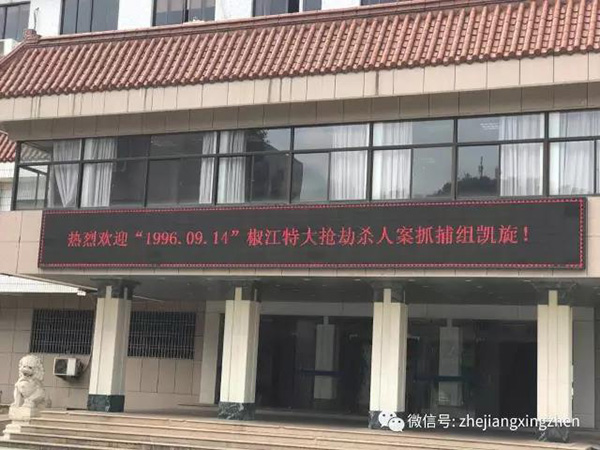 热烈欢迎“1996.09.14”椒江特大抢劫杀人案抓捕组凯旋！
微信号: zhejiangxingzhen